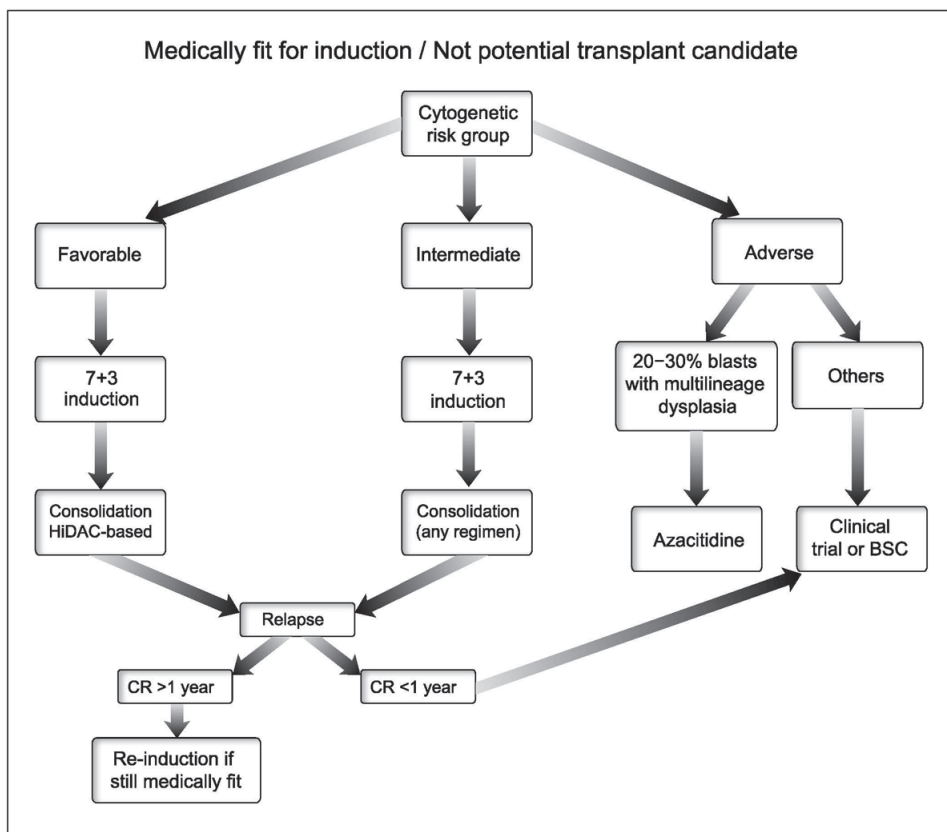 Medically fit for induction / Not potential transplant candidate
Cytogenetic
risk group
Favorable
Intermediate
Adverse
7+3
induction
7+3
induction
20−30% blasts
with multilineage
dysplasia
Others
Consolidation
HiDAC-based
Consolidation
(any regimen)
Azacitidine
Clinical
trial or BSC
Relapse
CR >1 year
CR <1 year
Re-induction if
still medically fit